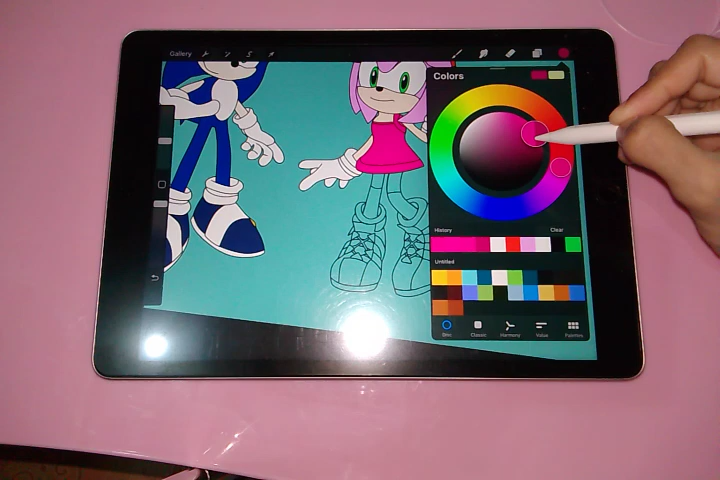 Gallery
Colors
History Clear
Untitled
Disc Classic Harmony Value Palettes